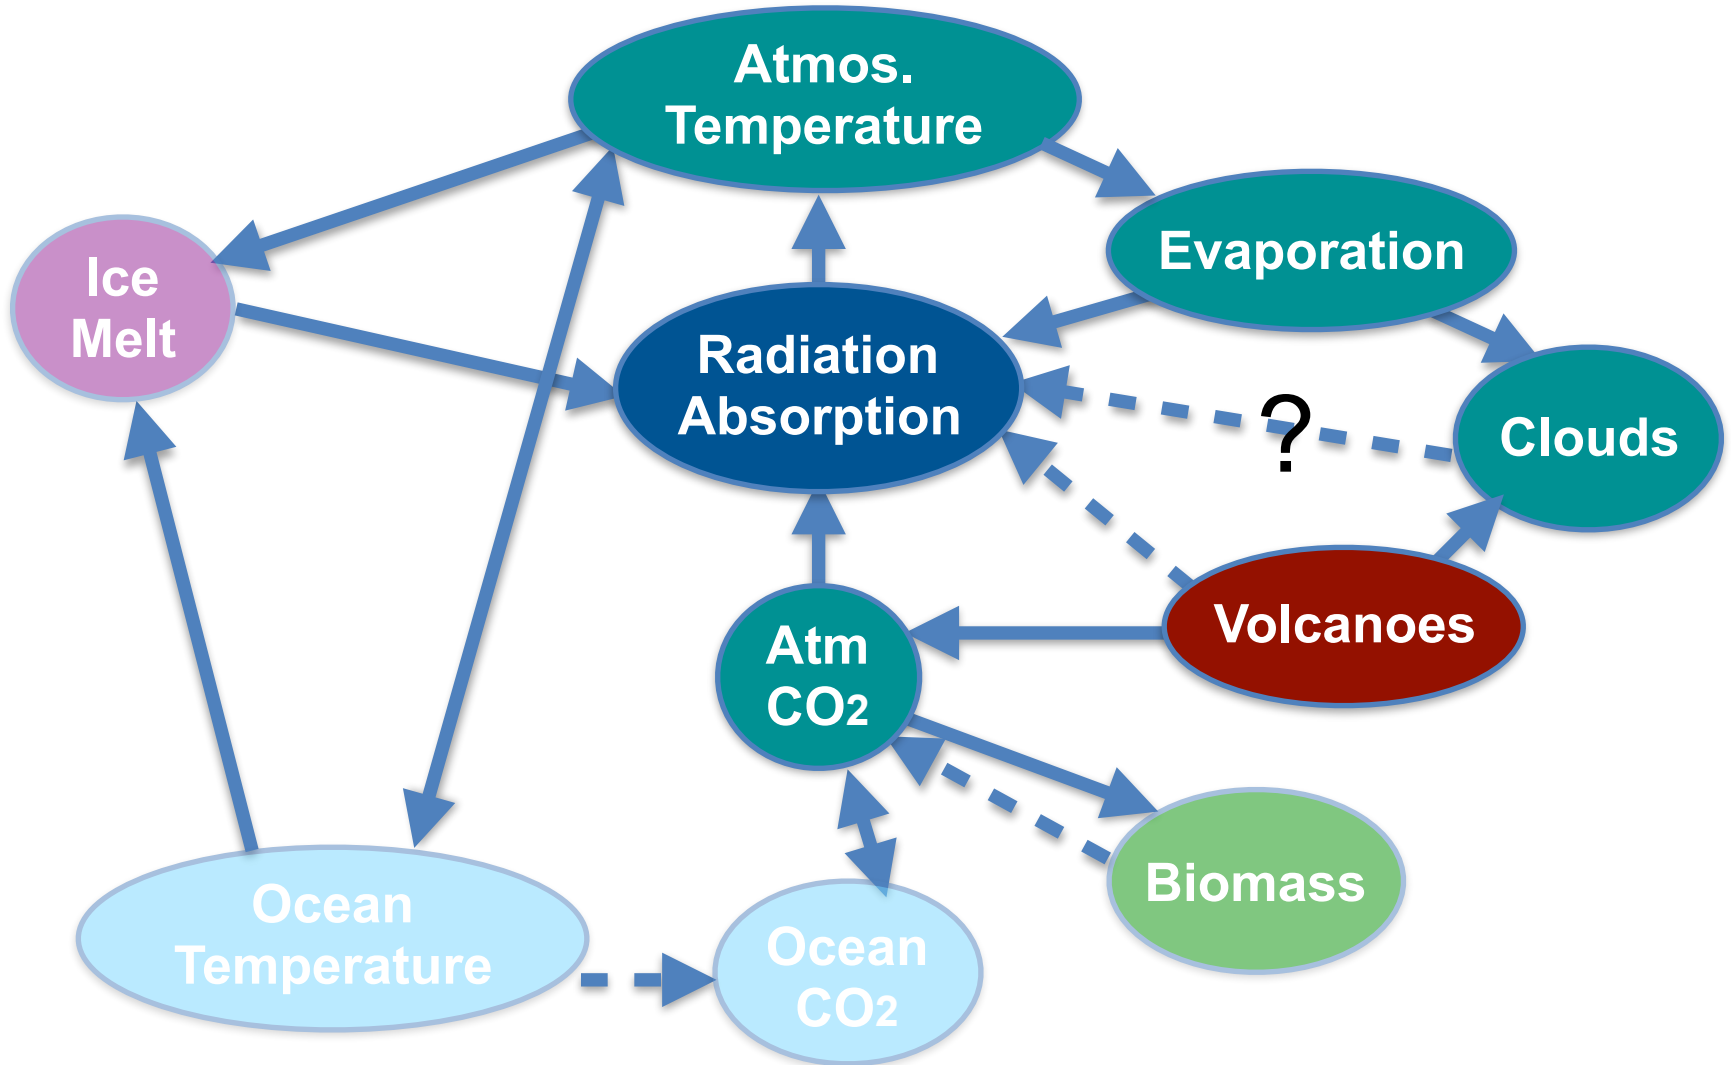 Atmos.
Temperature
Evaporation
Ice
Melt
Radiation
Absorption
?
Clouds
Volcanoes
Atm
CO2
Biomass
Ocean
Temperature
Ocean
CO2